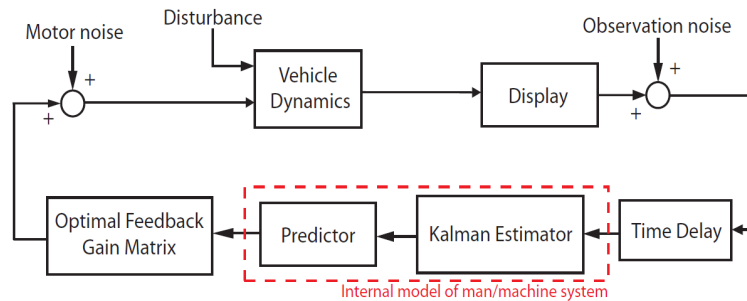 Disturbance
Motor noise
Observation noise
+
+
Vehicle
Dynamics
Display
+
+
Optimal Feedback
Gain Matrix
Predictor
Kalman Estimator
Time Delay
Internal model of man/machine system